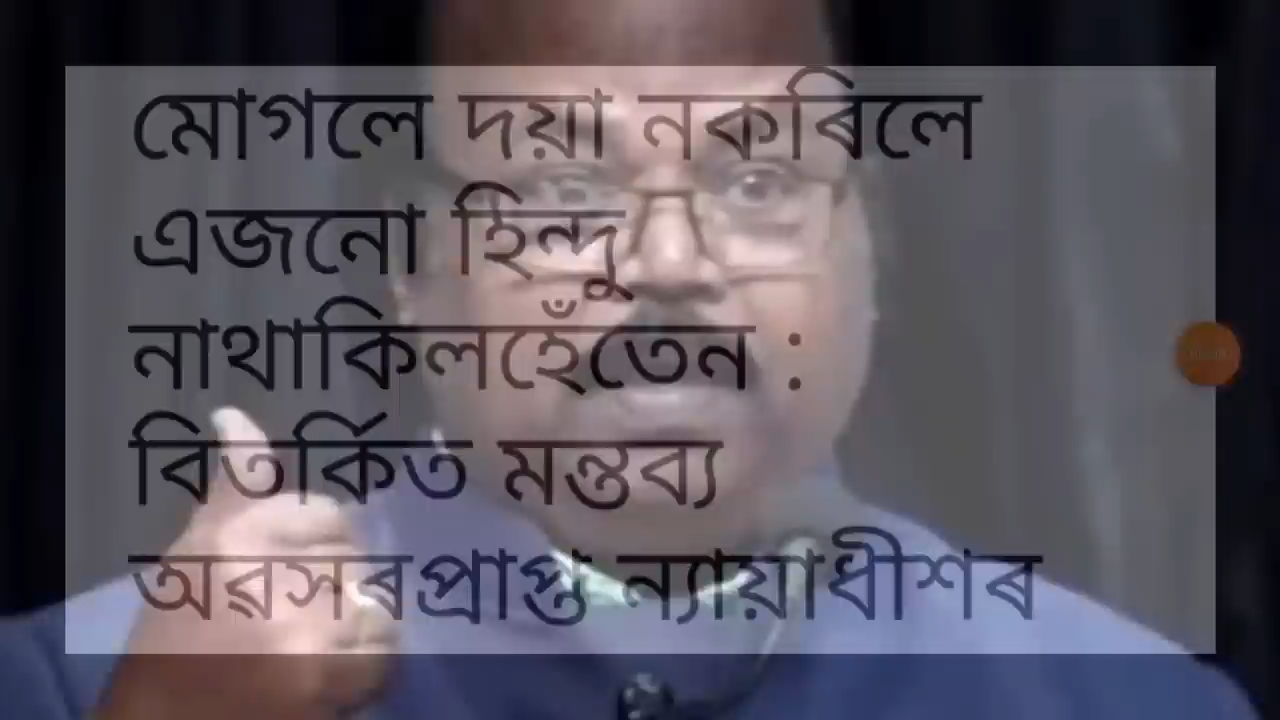 মোগলে দয়া নকৰিলে
এজনো হিন্দু
নাথাকিলহেঁতেন :
বিতৰ্কিত মন্তব্য
অৱসৰপ্ৰাপ্ত ন্যায়াধীশৰ